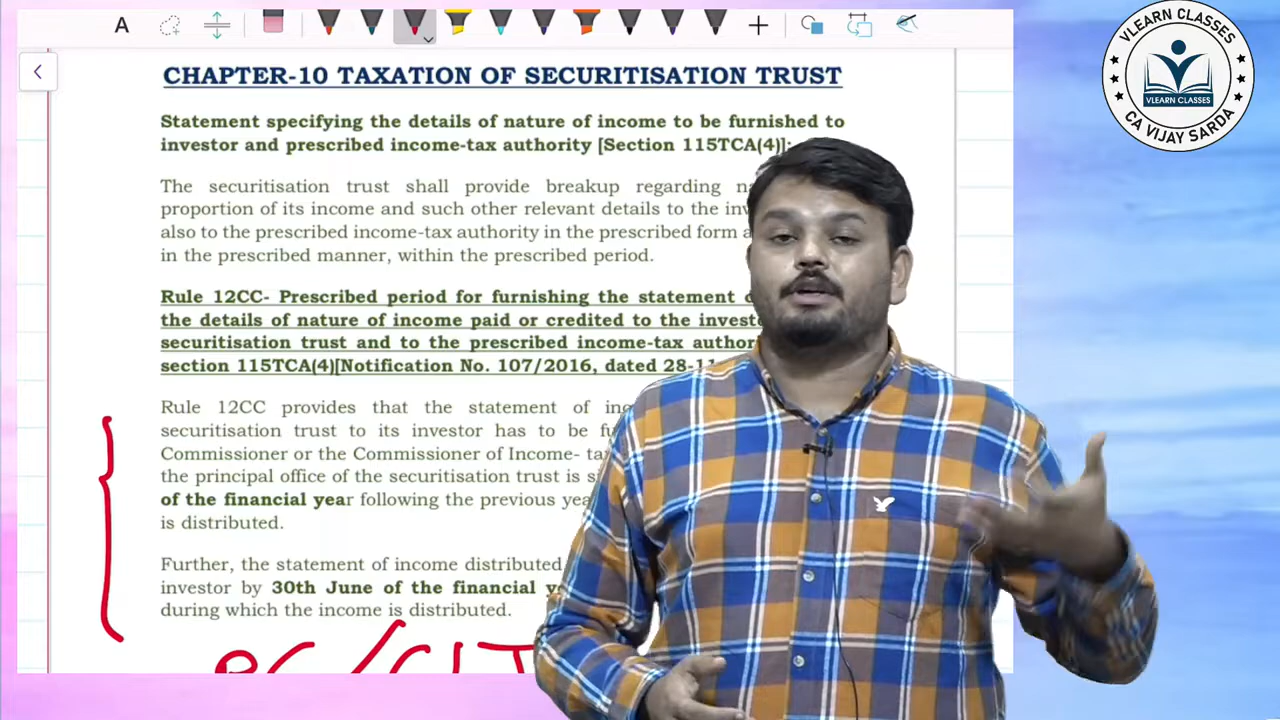 A
VLEARN CLASSES
VLEARN CLASSES
CA VIJAY SARDA
CHAPTER-10 TAXATION OF SECURITISATION TRUST
Statement specifying the details of nature of income to be furnished to
investor and prescribed income-tax authority [Section 115TCA(4)]:
The securitisation trust shall provide breakup regarding
proportion of its income and such other relevant details to the
also to the prescribed income-tax authority in the prescribed form
in the prescribed manner, within the prescribed period.
Rule 12CC- Prescribed period for furnishing the statement
the details of nature of income paid or credited to the
securitisation trust and to the prescribed income-tax
section 115TCA(4)[Notification No. 107/2016, dated 28-11
Rule 12CC provides that the statement of
securitisation trust to its investor has to be
Commissioner or the Commissioner of Income-
the principal office of the securitisation trust is
of the financial year following the previous
is distributed.
Further, the statement of income distributed
investor by 30th June of the financial
during which the income is distributed.
PC/CIT